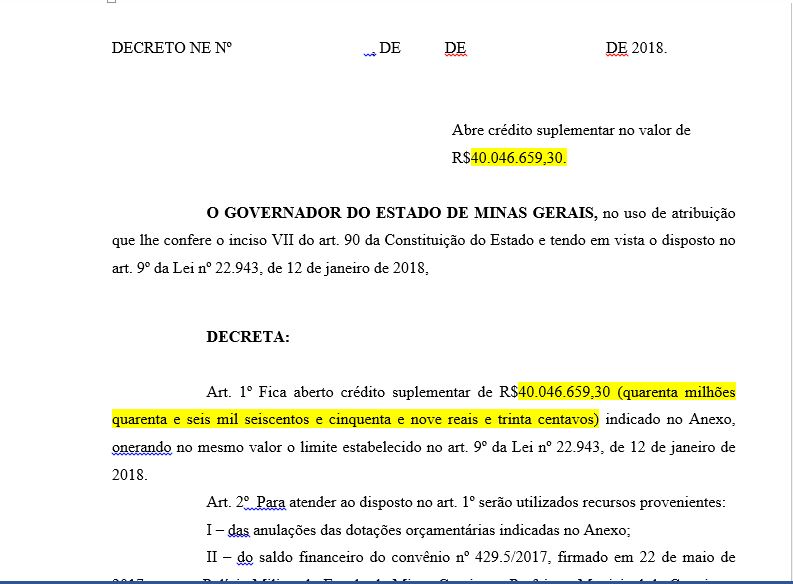 DECRETO NE Nº , DE DE DE 2018.
Abre crédito suplementar no valor de
R$40.046.659,30.
O GOVERNADOR DO ESTADO DE MINAS GERAIS, no uso de atribuição
que lhe confere o inciso VII do art. 90 da Constituição do Estado e tendo em vista o disposto no
art. 9º da Lei nº 22.943, de 12 de janeiro de 2018,
DECRETA:
Art. 1º Fica aberto crédito suplementar de R$40.046.659,30 (quarenta milhões
quarenta e seis mil seiscentos e cinquenta e nove reais e trinta centavos) indicado no Anexo,
onerando no mesmo valor o limite estabelecido no art. 9º da Lei nº 22.943, de 12 de janeiro de
2018.
Art. 2º Para atender ao disposto no art. 1º serão utilizados recursos provenientes:
I – das anulações das dotações orçamentárias indicadas no Anexo;
II – do saldo financeiro do convênio nº 429.5/2017, firmado em 22 de maio de